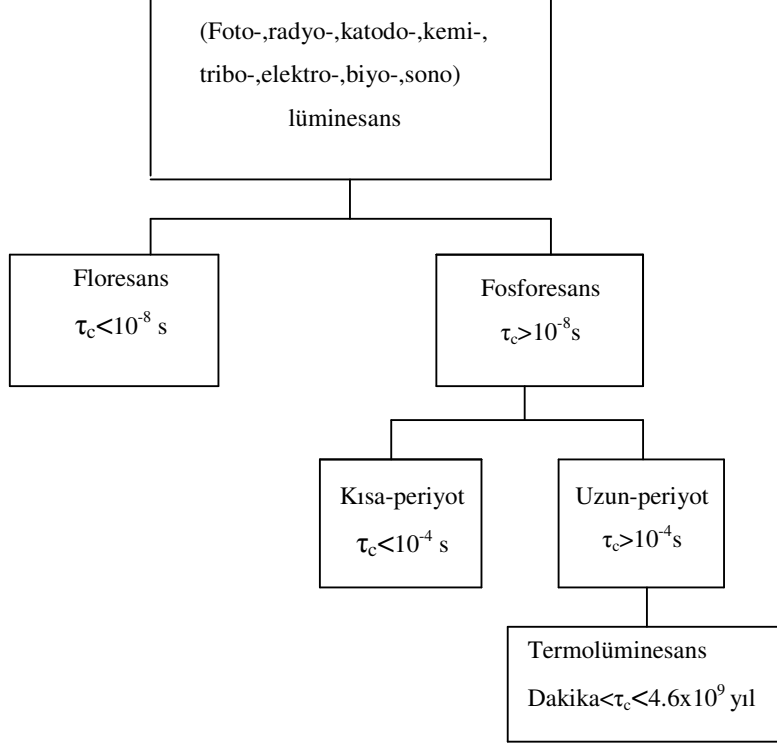 (Foto-,radyo-,katodo-,kemi-,
tribo-,elektro-,biyo-,sono)
lüminesans
Floresans
τc<10⁻⁸ s
Fosforesans
τc>10⁻⁸s
Kısa-periyot
τc<10⁻⁴ s
Uzun-periyot
τc>10⁻⁴s
Termolüminesans
Dakika<τc<4.6x10⁹ yıl